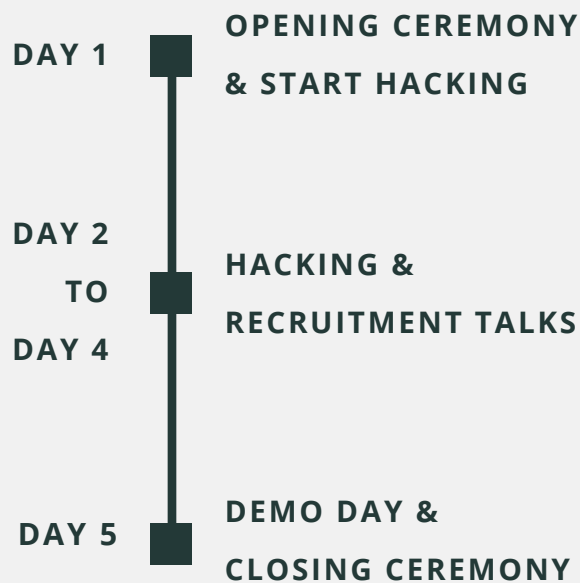 DAY 1
OPENING CEREMONY
& START HACKING
DAY 2
TO
DAY 4
HACKING &
RECRUITMENT TALKS
DAY 5
DEMO DAY &
CLOSING CEREMONY